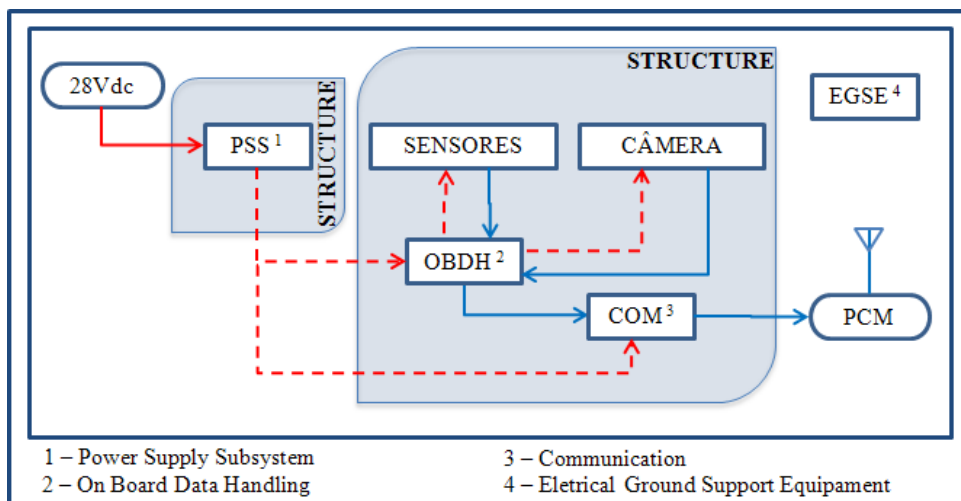 STRUCTURE
28Vdc
EGSE 4
STRUCTURE
PSS 1
SENSORES
CÂMERA
OBDH 2
COM 3
PCM
1 – Power Supply Subsystem
2 – On Board Data Handling
3 – Communication
4 – Eletrical Ground Support Equipament